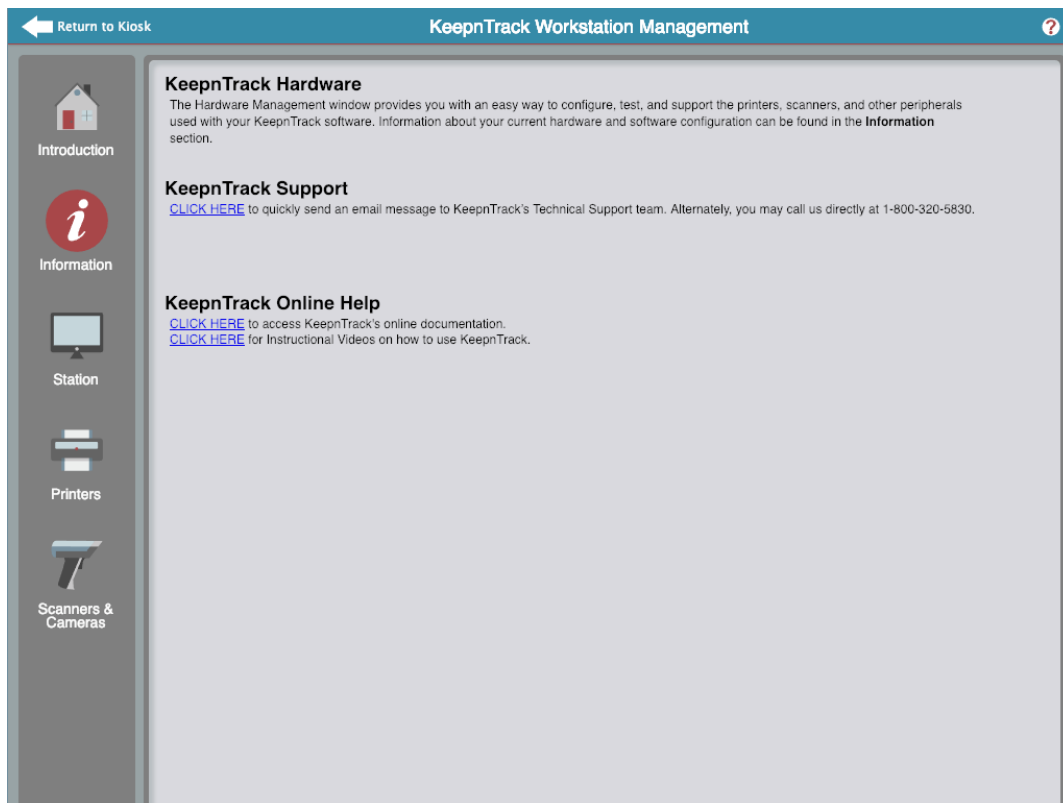 Return to Kiosk
KeepnTrack Workstation Management
?
Introduction
i
Information
Station
Printers
Scanners &
Cameras
KeepnTrack Hardware
The Hardware Management window provides you with an easy way to configure, test, and support the printers, scanners, and other peripherals
used with your KeepnTrack software. Information about your current hardware and software configuration can be found in the Information
section.
KeepnTrack Support
CLICK HERE to quickly send an email message to KeepnTrack's Technical Support team. Alternately, you may call us directly at 1-800-320-5830.
KeepnTrack Online Help
CLICK HERE to access KeepnTrack's online documentation.
CLICK HERE for Instructional Videos on how to use KeepnTrack.